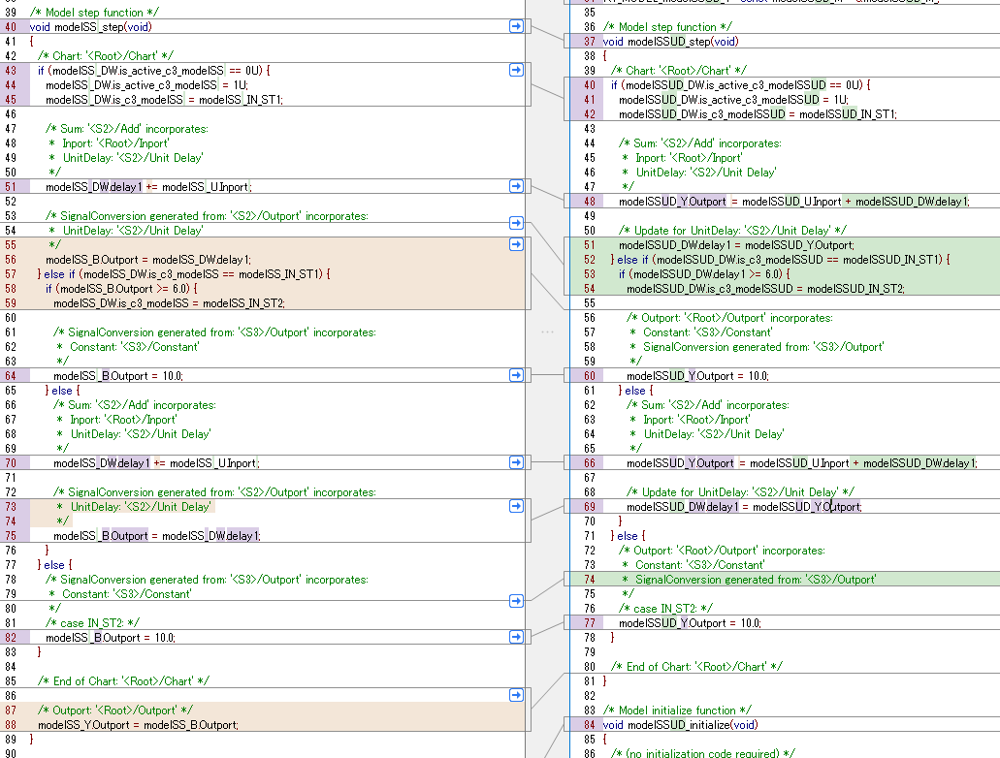 39 /* Model step function */
40 void modelSS_step(void)
41 {
42 /* Chart: '<Root>/Chart' */
43 if (modelSS_DW.is_active_c3_modelSS == 0U) {
44 modelSS_DW.is_active_c3_modelSS = 1U;
45 modelSS_DW.is_c3_modelSS = modelSS_IN_ST1;
46
47 /* Sum: '<S2>/Add' incorporates:
48 * Inport: '<Root>/Inport'
49 * UnitDelay: '<S2>/Unit Delay'
50 */
51 modelSS_DW.delay1 += modelSS_U.Inport;
52
53 /* SignalConversion generated from: '<S2>/Outport' incorporates:
54 * UnitDelay: '<S2>/Unit Delay'
55 */
56 modelSS_B.Outport = modelSS_DW.delay1;
57 } else if (modelSS_DW.is_c3_modelSS == modelSS_IN_ST1) {
58 if (modelSS_B.Outport >= 6.0) {
59 modelSS_DW.is_c3_modelSS = modelSS_IN_ST2;
60
61 /* SignalConversion generated from: '<S3>/Outport' incorporates:
62 * Constant: '<S3>/Constant'
63 */
64 modelSS_B.Outport = 10.0;
65 } else {
66 /* Sum: '<S2>/Add' incorporates:
67 * Inport: '<Root>/Inport'
68 * UnitDelay: '<S2>/Unit Delay'
69 */
70 modelSS_DW.delay1 += modelSS_U.Inport;
71
72 /* SignalConversion generated from: '<S2>/Outport' incorporates:
73 * UnitDelay: '<S2>/Unit Delay'
74 */
75 modelSS_B.Outport = modelSS_DW.delay1;
76 }
77 } else {
78 /* SignalConversion generated from: '<S3>/Outport' incorporates:
79 * Constant: '<S3>/Constant'
80 */
81 /* case IN_ST2: */
82 modelSS_B.Outport = 10.0;
83 }
84
85 /* End of Chart: '<Root>/Chart' */
86
87 /* Outport: '<Root>/Outport' */
88 modelSS_Y.Outport = modelSS_B.Outport;
89 }
90
35
36 /* Model step function */
37 void modelSSUD_step(void)
38 {
39 /* Chart: '<Root>/Chart' */
40 if (modelSSUD_DW.is_active_c3_modelSSUD == 0U) {
41 modelSSUD_DW.is_active_c3_modelSSUD = 1U;
42 modelSSUD_DW.is_c3_modelSSUD = modelSSUD_IN_ST1;
43
44 /* Sum: '<S2>/Add' incorporates:
45 * Inport: '<Root>/Inport'
46 * UnitDelay: '<S2>/Unit Delay'
47 */
48 modelSSUD_Y.Outport = modelSSUD_U.Inport + modelSSUD_DW.delay1;
49
50 /* Update for UnitDelay: '<S2>/Unit Delay' */
51 modelSSUD_DW.delay1 = modelSSUD_Y.Outport;
52 } else if (modelSSUD_DW.is_c3_modelSSUD == modelSSUD_IN_ST1) {
53 if (modelSSUD_DW.delay1 >= 6.0) {
54 modelSSUD_DW.is_c3_modelSSUD = modelSSUD_IN_ST2;
55
56 /* Outport: '<Root>/Outport' incorporates:
57 * Constant: '<S3>/Constant'
58 * SignalConversion generated from: '<S3>/Outport'
59 */
60 modelSSUD_Y.Outport = 10.0;
61 } else {
62 /* Sum: '<S2>/Add' incorporates:
63 * Inport: '<Root>/Inport'
64 * UnitDelay: '<S2>/Unit Delay'
65 */
66 modelSSUD_Y.Outport = modelSSUD_U.Inport + modelSSUD_DW.delay1;
67
68 /* Update for UnitDelay: '<S2>/Unit Delay' */
69 modelSSUD_DW.delay1 = modelSSUD_Y.Outport;
70 }
71 } else {
72 /* Outport: '<Root>/Outport' incorporates:
73 * Constant: '<S3>/Constant'
74 * SignalConversion generated from: '<S3>/Outport'
75 */
76 /* case IN_ST2: */
77 modelSSUD_Y.Outport = 10.0;
78 }
79
80 /* End of Chart: '<Root>/Chart' */
81 }
82
83 /* Model initialize function */
84 void modelSSUD_initialize(void)
85 {
86 /* (no initialization code required) */